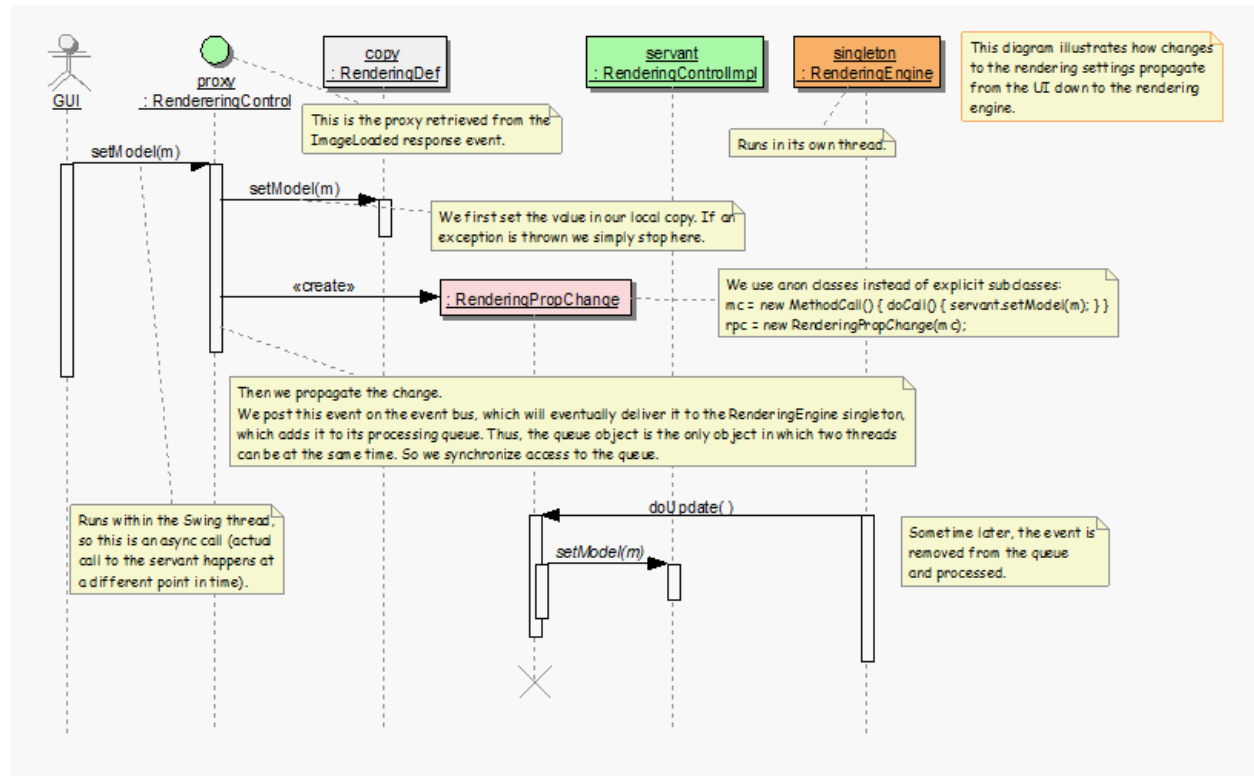 GUI
proxy
: RendereringControl
copy
: RenderingDef
servant
: RenderingControlImpl
singleton
: RenderingEngine
This diagram illustrates how changes
to the rendering settings propagate
from the UI down to the rendering
engine.
This is the proxy retrieved from the
ImageLoaded response event.
Runs in its own thread.
setModel(m)
setModel(m)
We first set the value in our local copy. If an
exception is thrown we simply stop here.
«create»
: RenderingPropChange
We use anon classes instead of explicit subclasses:
mc = new MethodCall() { doCall() { servant.setModel(m); } }
rpc = new RenderingPropChange(mc);
Then we propagate the change.
We post this event on the event bus, which will eventually deliver it to the RenderingEngine singleton,
which adds it to its processing queue. Thus, the queue object is the only object in which two threads
can be at the same time. So we synchronize access to the queue.
Runs within the Swing thread,
so this is an async call (actual
call to the servant happens at
a different point in time).
doUpdate( )
setModel(m)
Sometime later, the event is
removed from the queue
and processed.